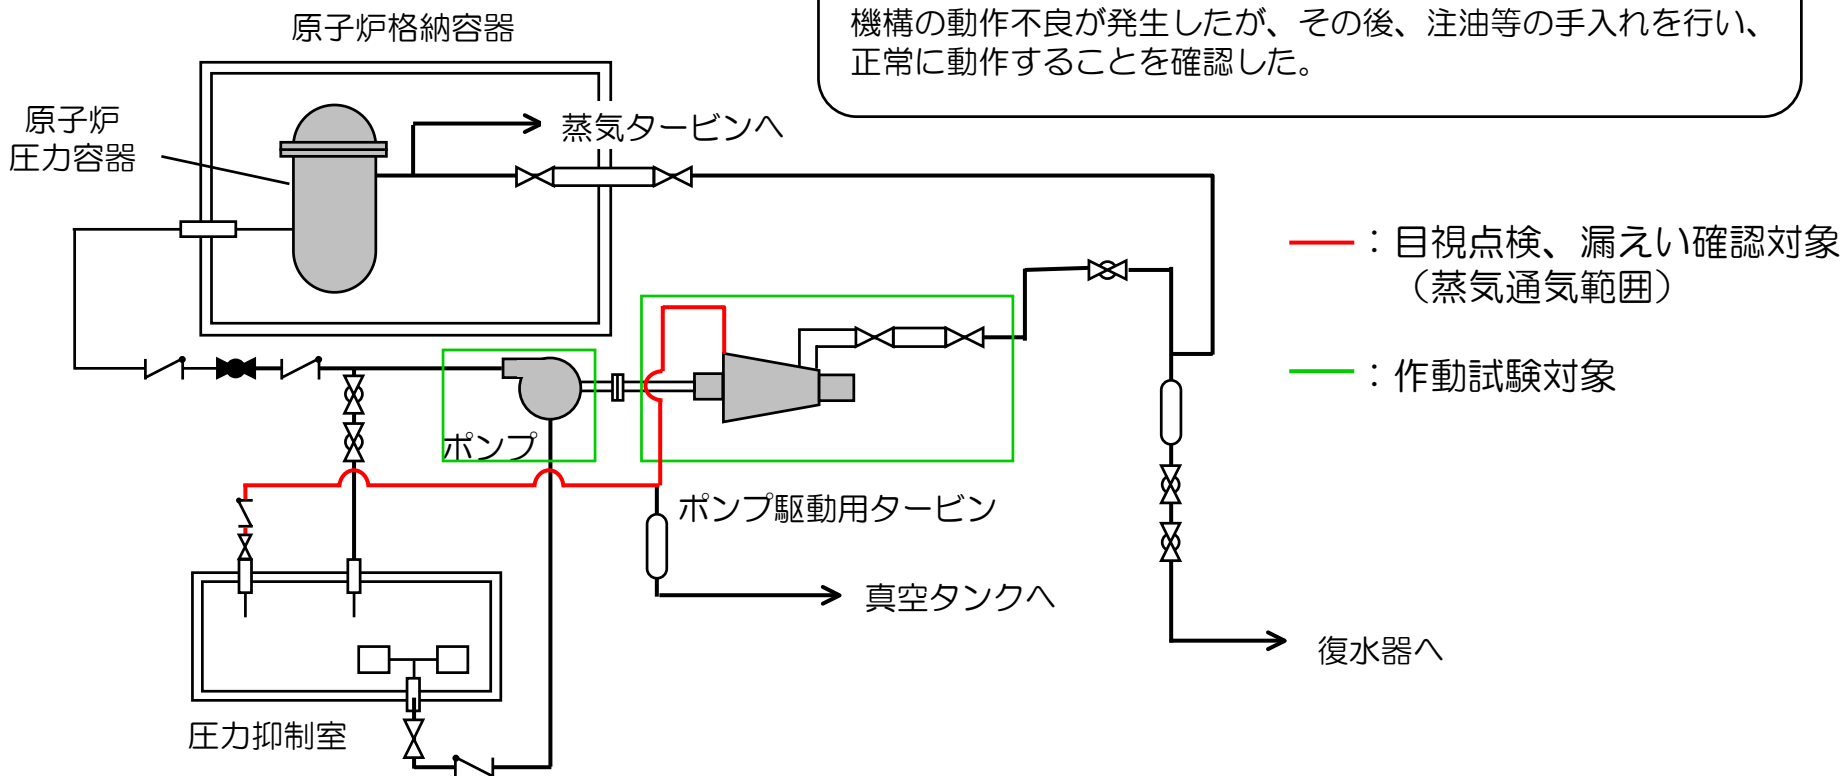 機構の動作不良が発生したが、その後、注油等の手入れを行い、
正常に動作することを確認した。
原子炉格納容器
原子炉
圧力容器
蒸気タービンへ
：目視点検、漏えい確認対象
（蒸気通気範囲）
：作動試験対象
ポンプ
ポンプ駆動用タービン
真空タンクへ
復水器へ
圧力抑制室